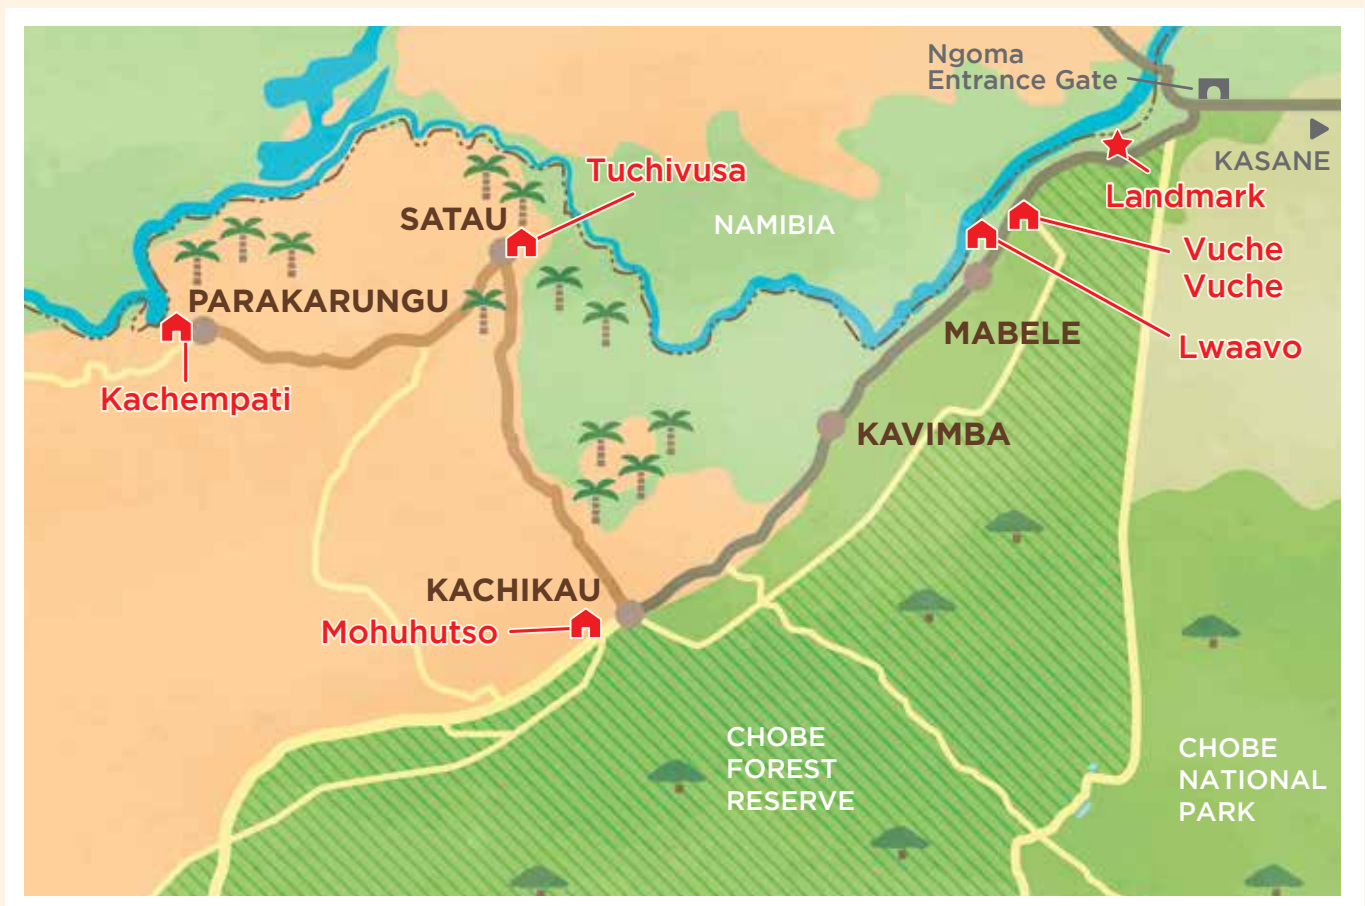 Ngoma
Entrance Gate
KASANE
Landmark
Tuchivusa
SATAU
NAMIBIA
Vuche
Vuche
PARAKARUNGU
MABELE
Lwaavo
Kachempati
KAVIMBA
KACHIKAU
Mohuhutso
CHOBE
FOREST
RESERVE
CHOBE
NATIONAL
PARK